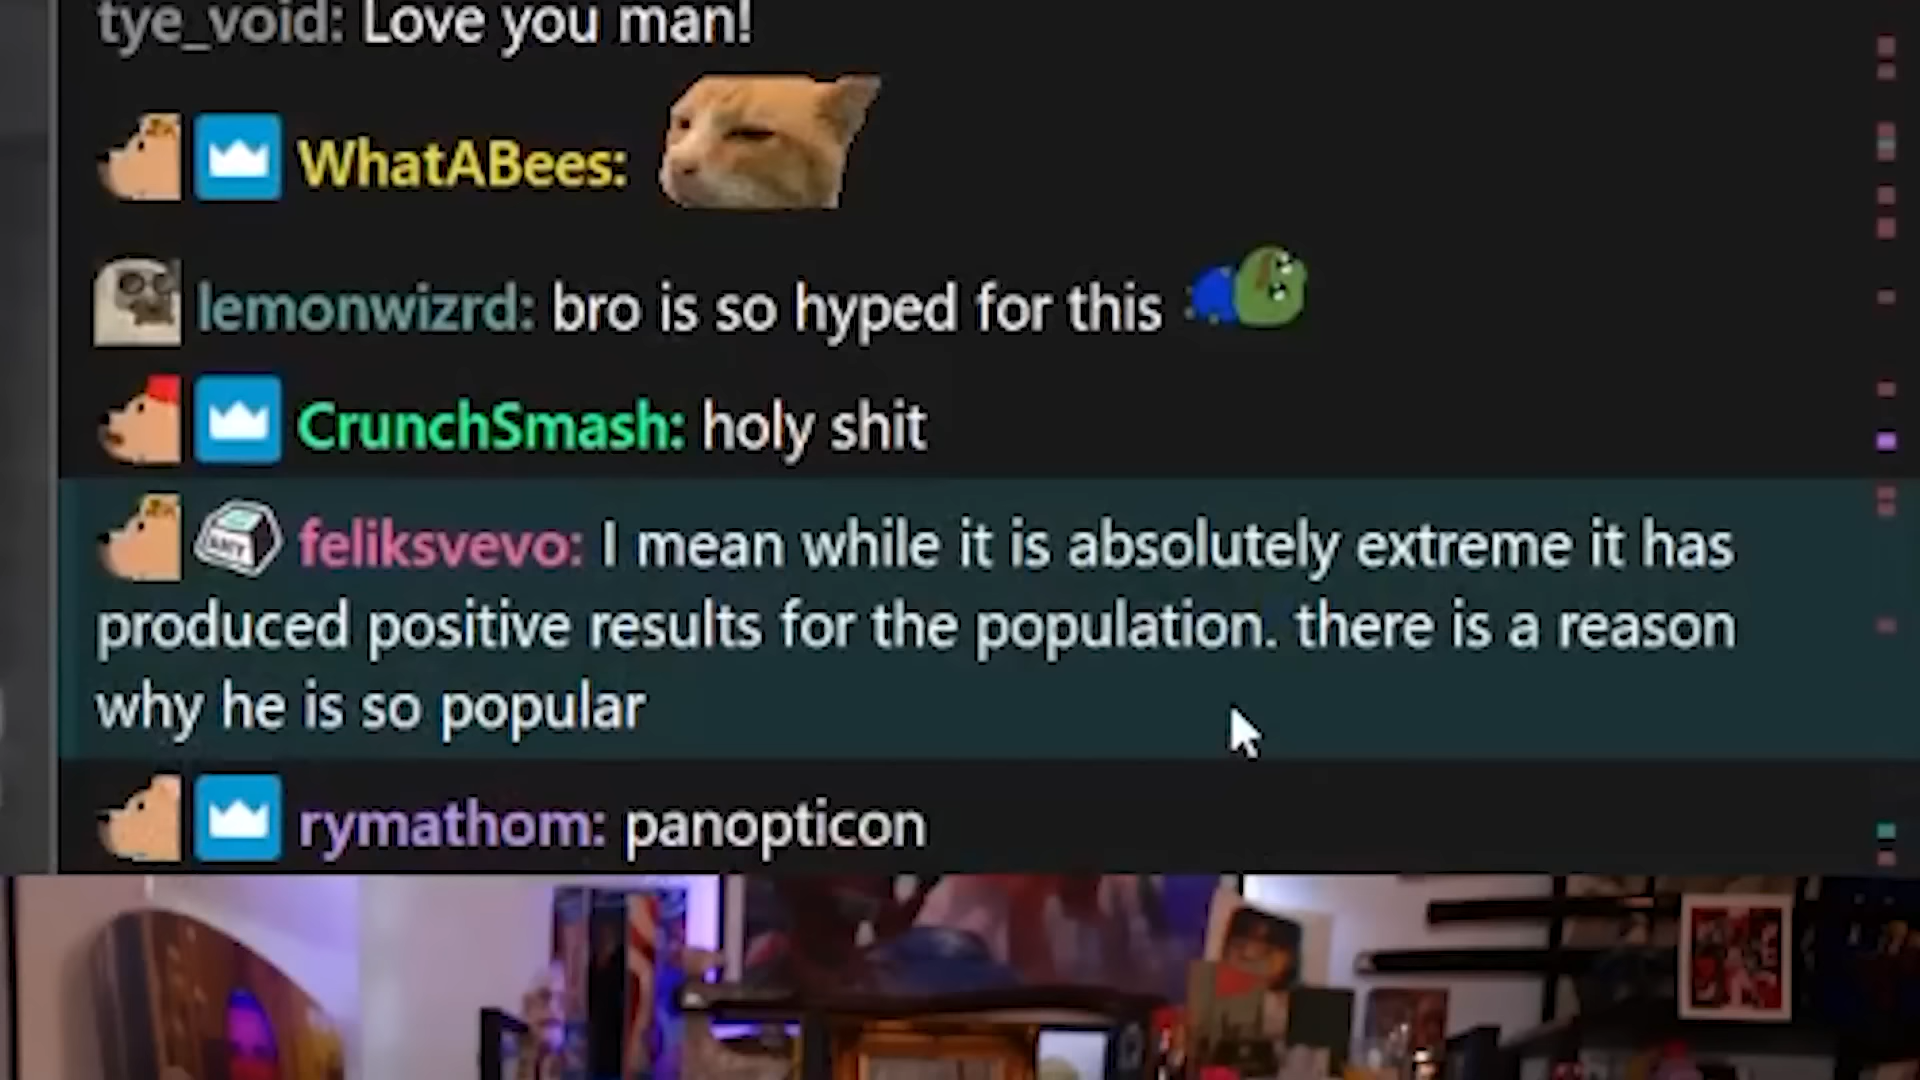 tye_void: Love you man!
WhatABees:
lemonwizrd: bro is so hyped for this
CrunchSmash: holy shit
feliksvevo: I mean while it is absolutely extreme it has
produced positive results for the population. there is a reason
why he is so popular
rymathom: panopticon